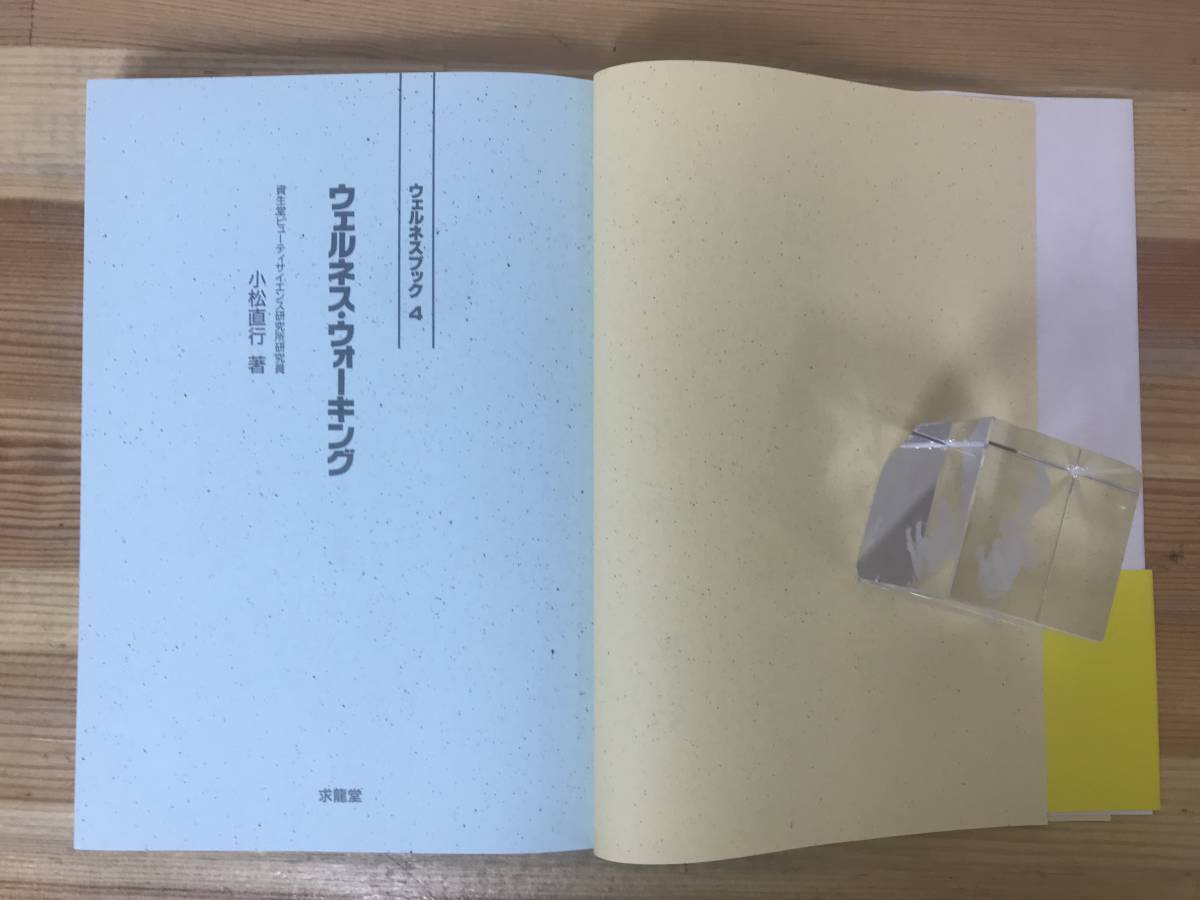 ウェルネスブック 4
ウェルネス・ウォーキング
資生堂ビューティサイエンス研究所研究員
小松直行 著
求龍堂